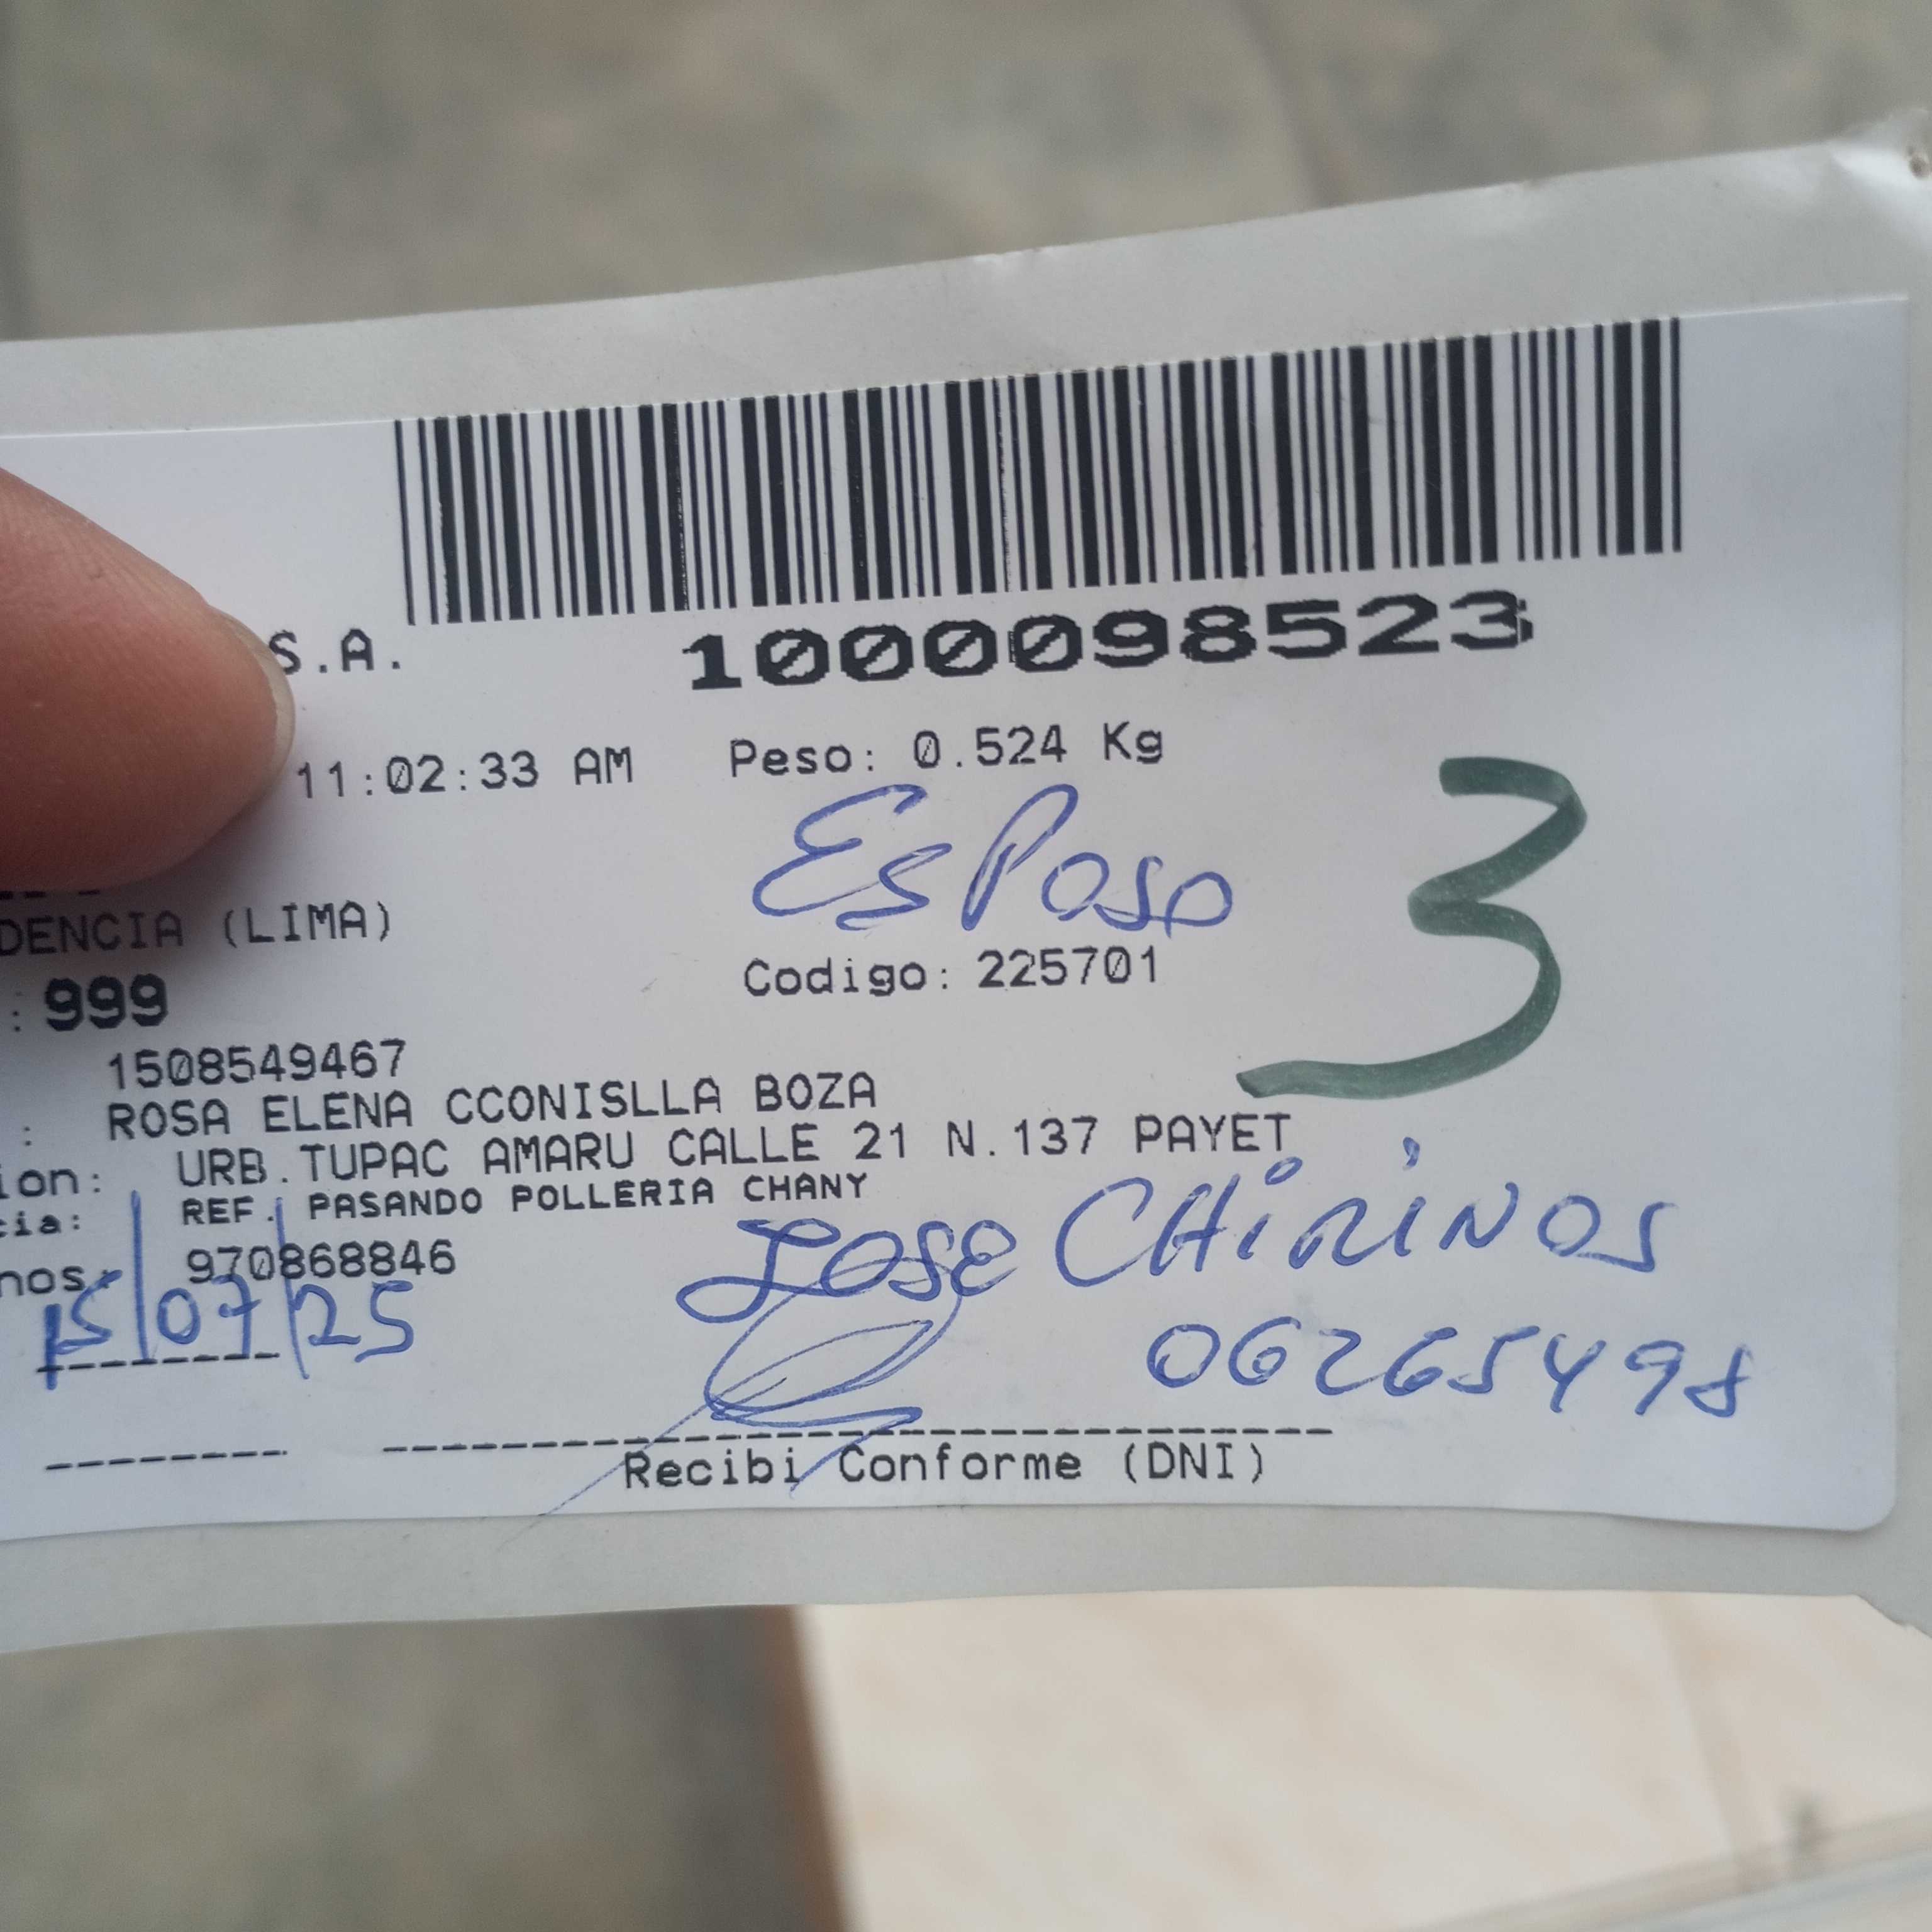 S.A. 1000098523
11:02:33 AM Peso: 0.524 Kg
EsPoso 3
DENCIA (LIMA)
Codigo: 225701
: 999
1508549467
: ROSA ELENA CCONISLLA BOZA
ion: URB.TUPAC AMARU CALLE 21 N.137 PAYET
cia: REF. PASANDO POLLERIA CHANY
nos: 970868846
JOSE CHIRINOS
15/07/25 06265498
Recibi Conforme (DNI)